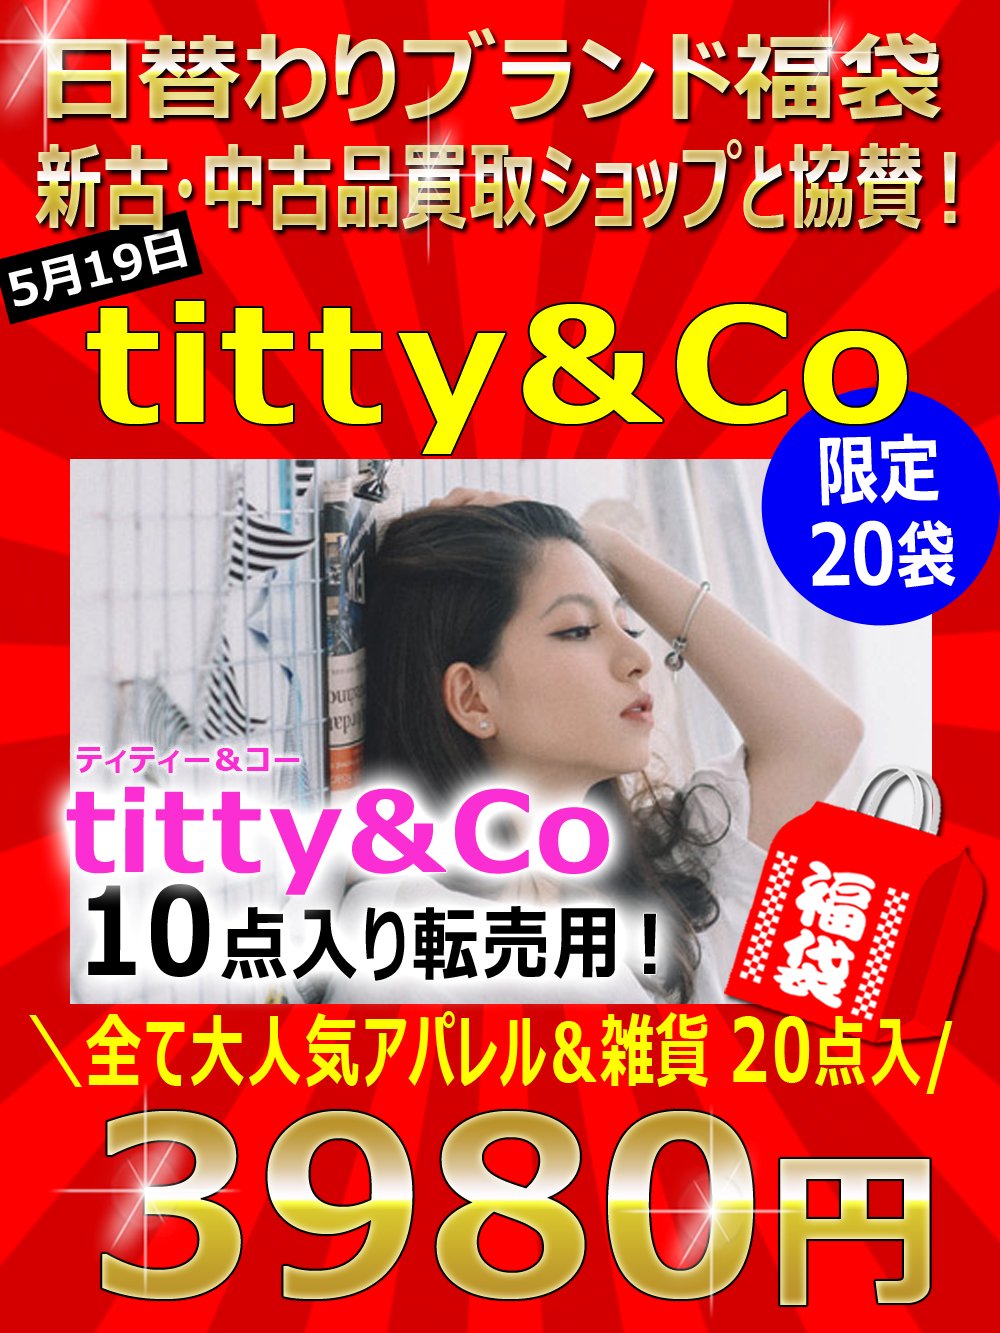 日替わりブランド福袋
新古・中古品買取ショップと協賛！
5月19日
titty&Co
限定
20袋
ティティー&コー
titty&Co
10点入り転売用！
福袋
\全て大人気アパレル&雑貨 20点入/
3980円